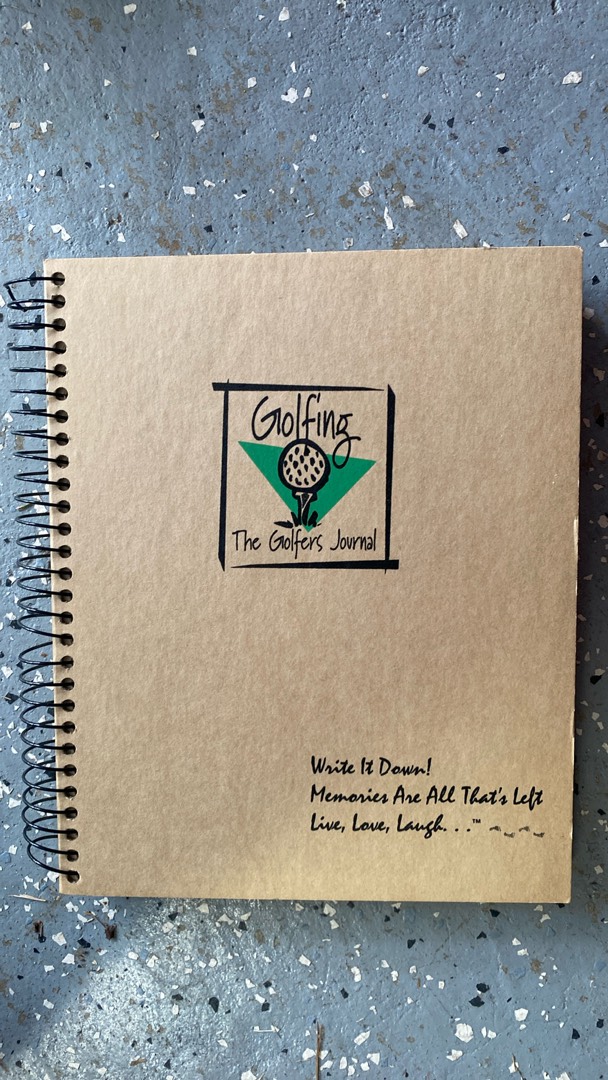 Golfing
The Golfers Journal
Write It Down!
Memories Are All That's Left
Live, Love, Laugh. . .™